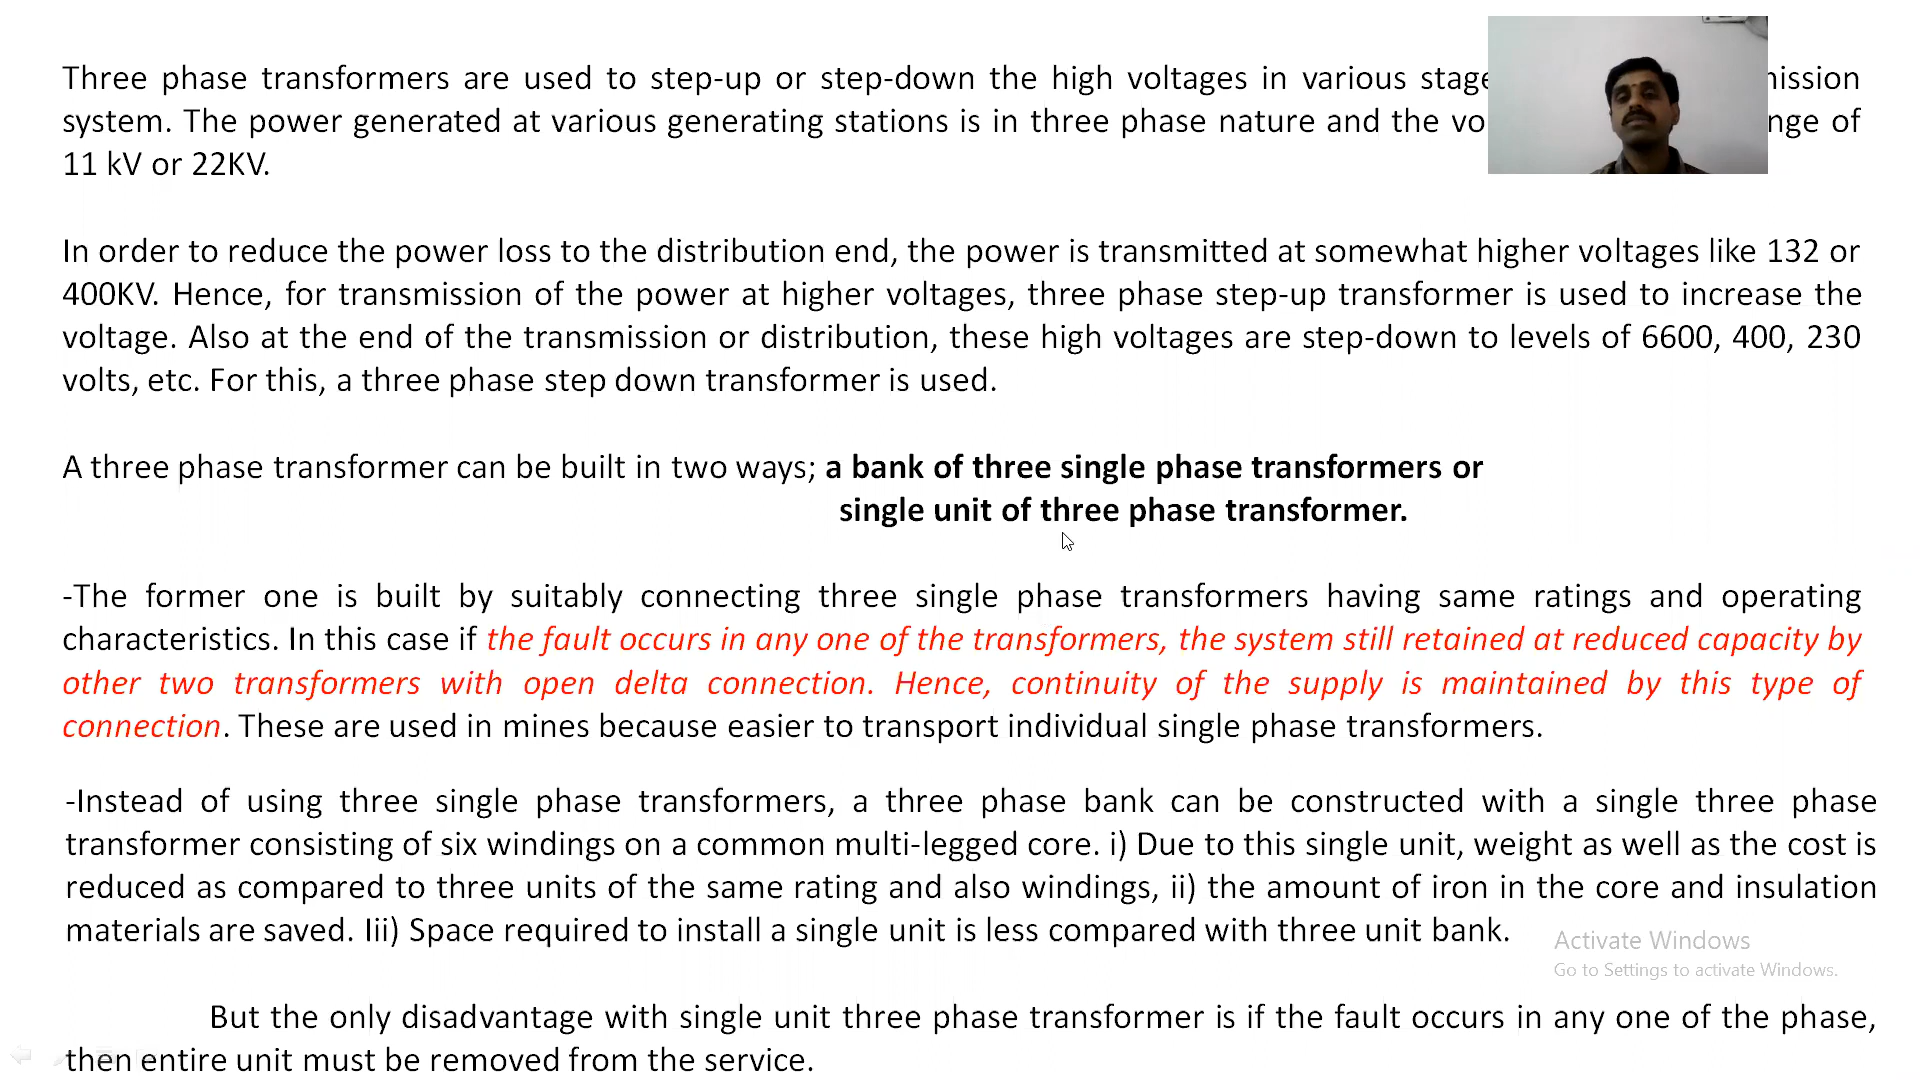 Three phase transformers are used to step-up or step-down the high voltages in various stage mission
system. The power generated at various generating stations is in three phase nature and the vo nge of
11 kV or 22KV.
In order to reduce the power loss to the distribution end, the power is transmitted at somewhat higher voltages like 132 or
400KV. Hence, for transmission of the power at higher voltages, three phase step-up transformer is used to increase the
voltage. Also at the end of the transmission or distribution, these high voltages are step-down to levels of 6600, 400, 230
volts, etc. For this, a three phase step down transformer is used.
A three phase transformer can be built in two ways; a bank of three single phase transformers or
single unit of three phase transformer.
-The former one is built by suitably connecting three single phase transformers having same ratings and operating
characteristics. In this case if the fault occurs in any one of the transformers, the system still retained at reduced capacity by
other two transformers with open delta connection. Hence, continuity of the supply is maintained by this type of
connection. These are used in mines because easier to transport individual single phase transformers.
-Instead of using three single phase transformers, a three phase bank can be constructed with a single three phase
transformer consisting of six windings on a common multi-legged core. i) Due to this single unit, weight as well as the cost is
reduced as compared to three units of the same rating and also windings, ii) the amount of iron in the core and insulation
materials are saved. Iii) Space required to install a single unit is less compared with three unit bank.
Activate Windows
Go to Settings to activate Windows.
But the only disadvantage with single unit three phase transformer is if the fault occurs in any one of the phase,
then entire unit must be removed from the service.